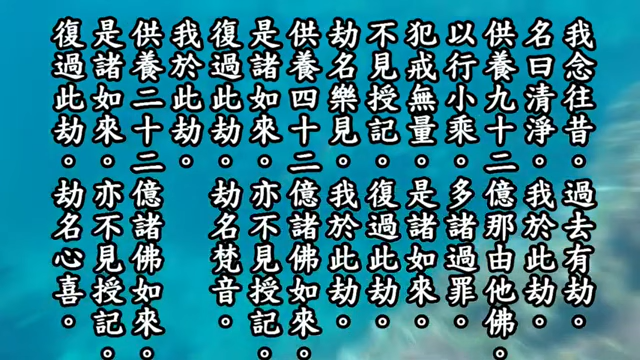 我念往昔。過去有劫。
名曰清淨。我於此劫。
供養九十二億那由他佛。
以行小乘。多諸過罪。
犯戒無量。是諸如來。
不見授記。復過此劫。
劫名樂見。我於此劫。
供養四十二億諸佛如來。
是諸如來。亦不見授記。
復過此劫。劫名梵音。
我於此劫。
供養二十二億諸佛如來。
是諸如來。亦不見授記。
復過此劫。劫名心喜。